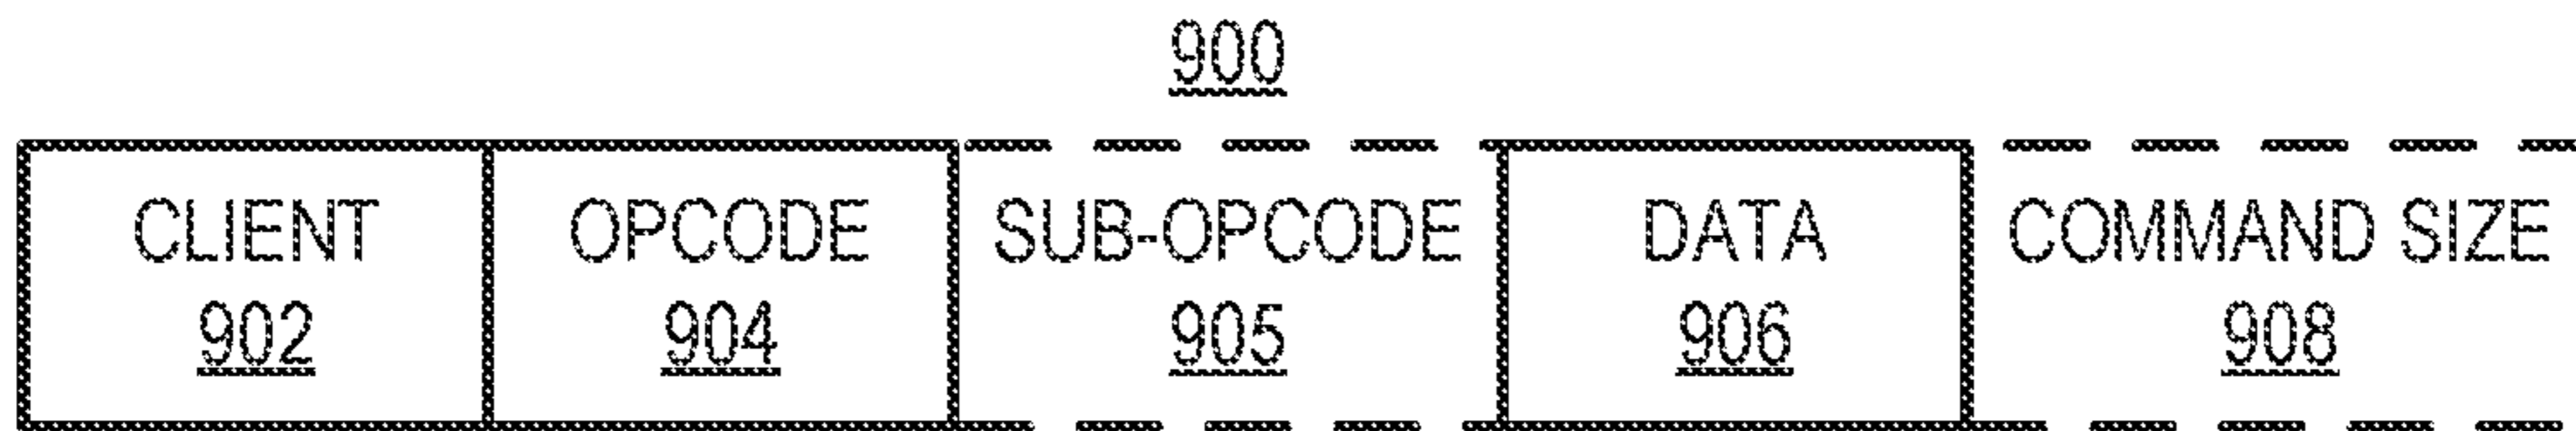 900
CLIENT OPCODE SUB-OPCODE DATA COMMAND SIZE
902 904 905 906 908